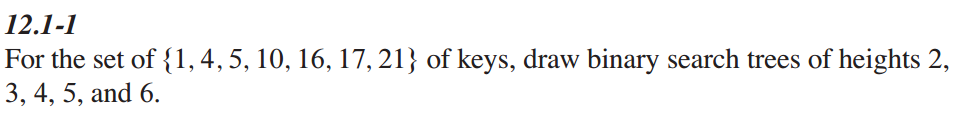 12.1-1
For the set of {1, 4, 5, 10, 16, 17, 21} of keys, draw binary search trees of heights 2,
3, 4, 5, and 6.